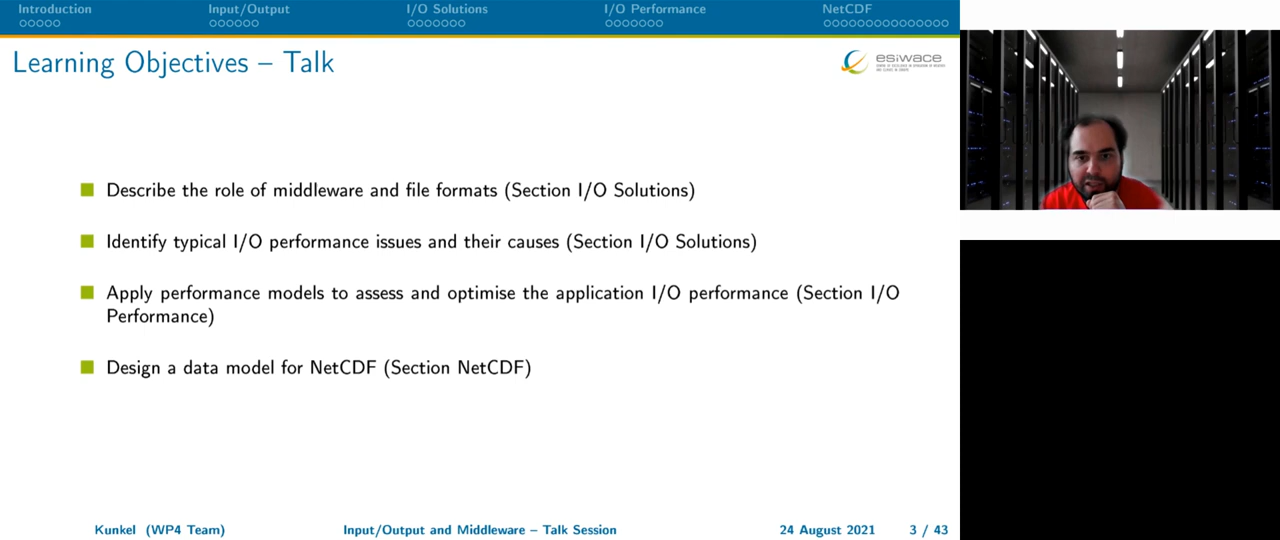 Introduction
Input/Output
I/O Solutions
I/O Performance
NetCDF
Learning Objectives – Talk
esiwace
Describe the role of middleware and file formats (Section I/O Solutions)
Identify typical I/O performance issues and their causes (Section I/O Solutions)
Apply performance models to assess and optimise the application I/O performance (Section I/O
Performance)
Design a data model for NetCDF (Section NetCDF)
Kunkel (WP4 Team)
Input/Output and Middleware – Talk Session
24 August 2021
3 / 43